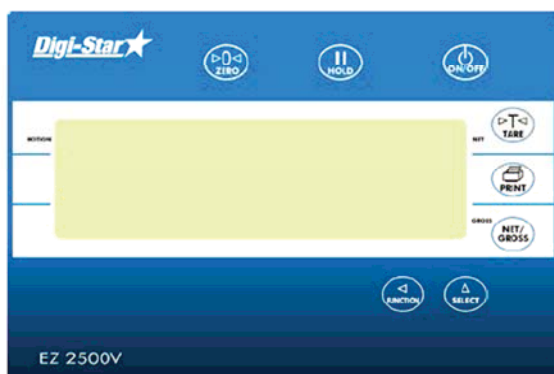 Digi-Star
ZERO
HOLD
ON/OFF
MOTION
NET
T
TARE
PRINT
GROSS
NET/
GROSS
FUNCTION
SELECT
EZ 2500V